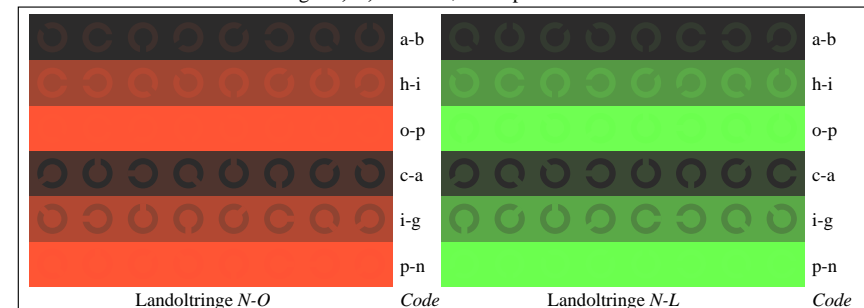 a-b a-b
h-i h-i
o-p o-p
c-a c-a
i-g i-g
p-n p-n
Landoltringe N-O Code Landoltringe N-L Code